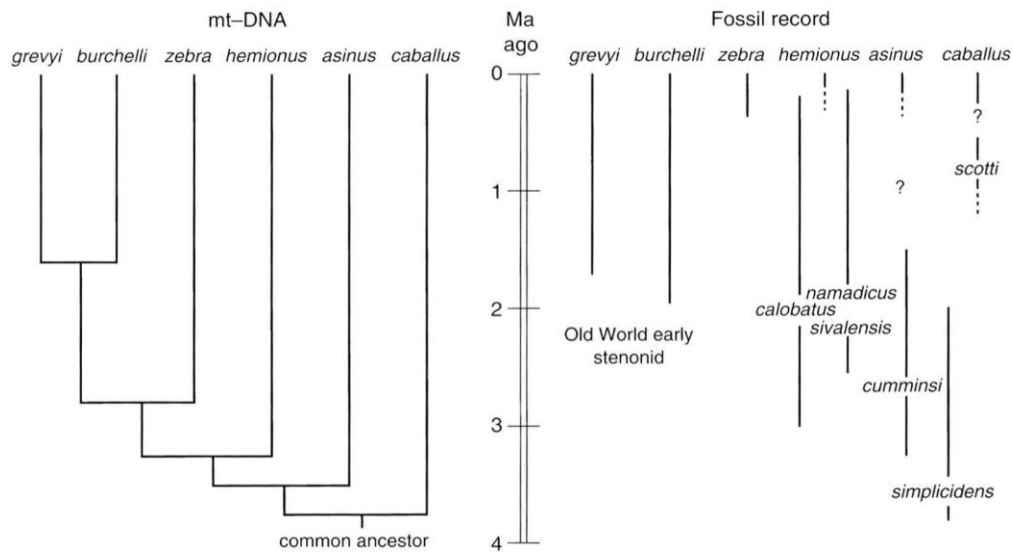 mt–DNA
Ma
ago
Fossil record
grevyi burchelli zebra hemionus asinus caballus
grevyi burchelli zebra hemionus asinus caballus
0
?
scotti
1
?
namadicus
2
calobatus
sivalensis
Old World early
stenonid
cumminsi
3
simplicidens
common ancestor
4